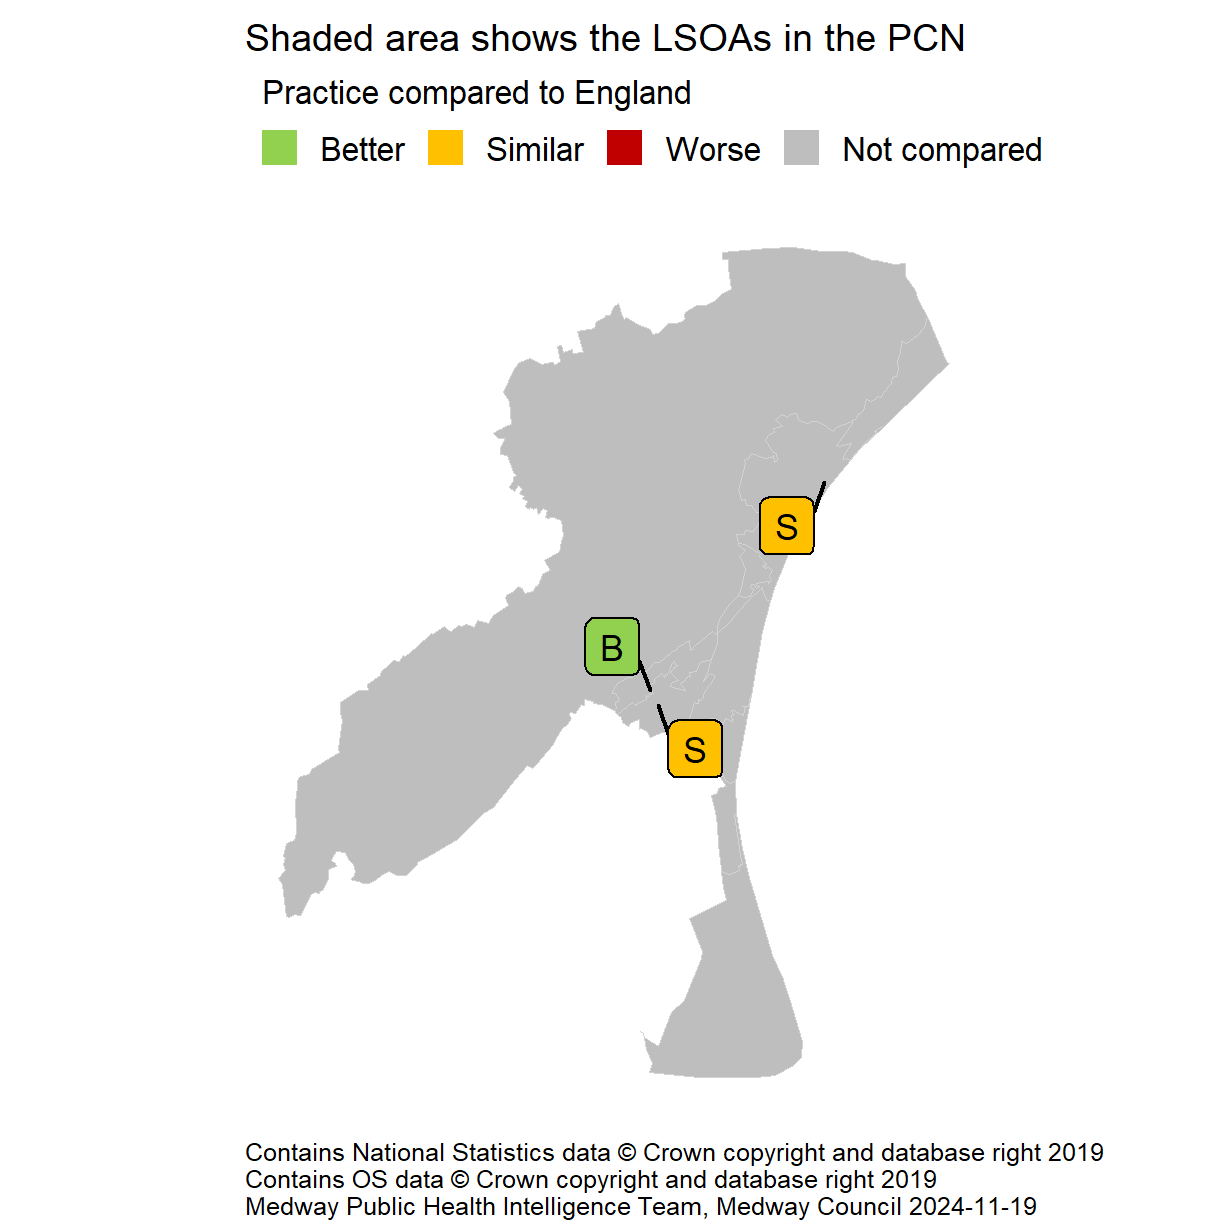 Shaded area shows the LSOAs in the PCN
Practice compared to England
Better Similar Worse Not compared
S
B
S
Contains National Statistics data © Crown copyright and database right 2019
Contains OS data © Crown copyright and database right 2019
Medway Public Health Intelligence Team, Medway Council 2024-11-19